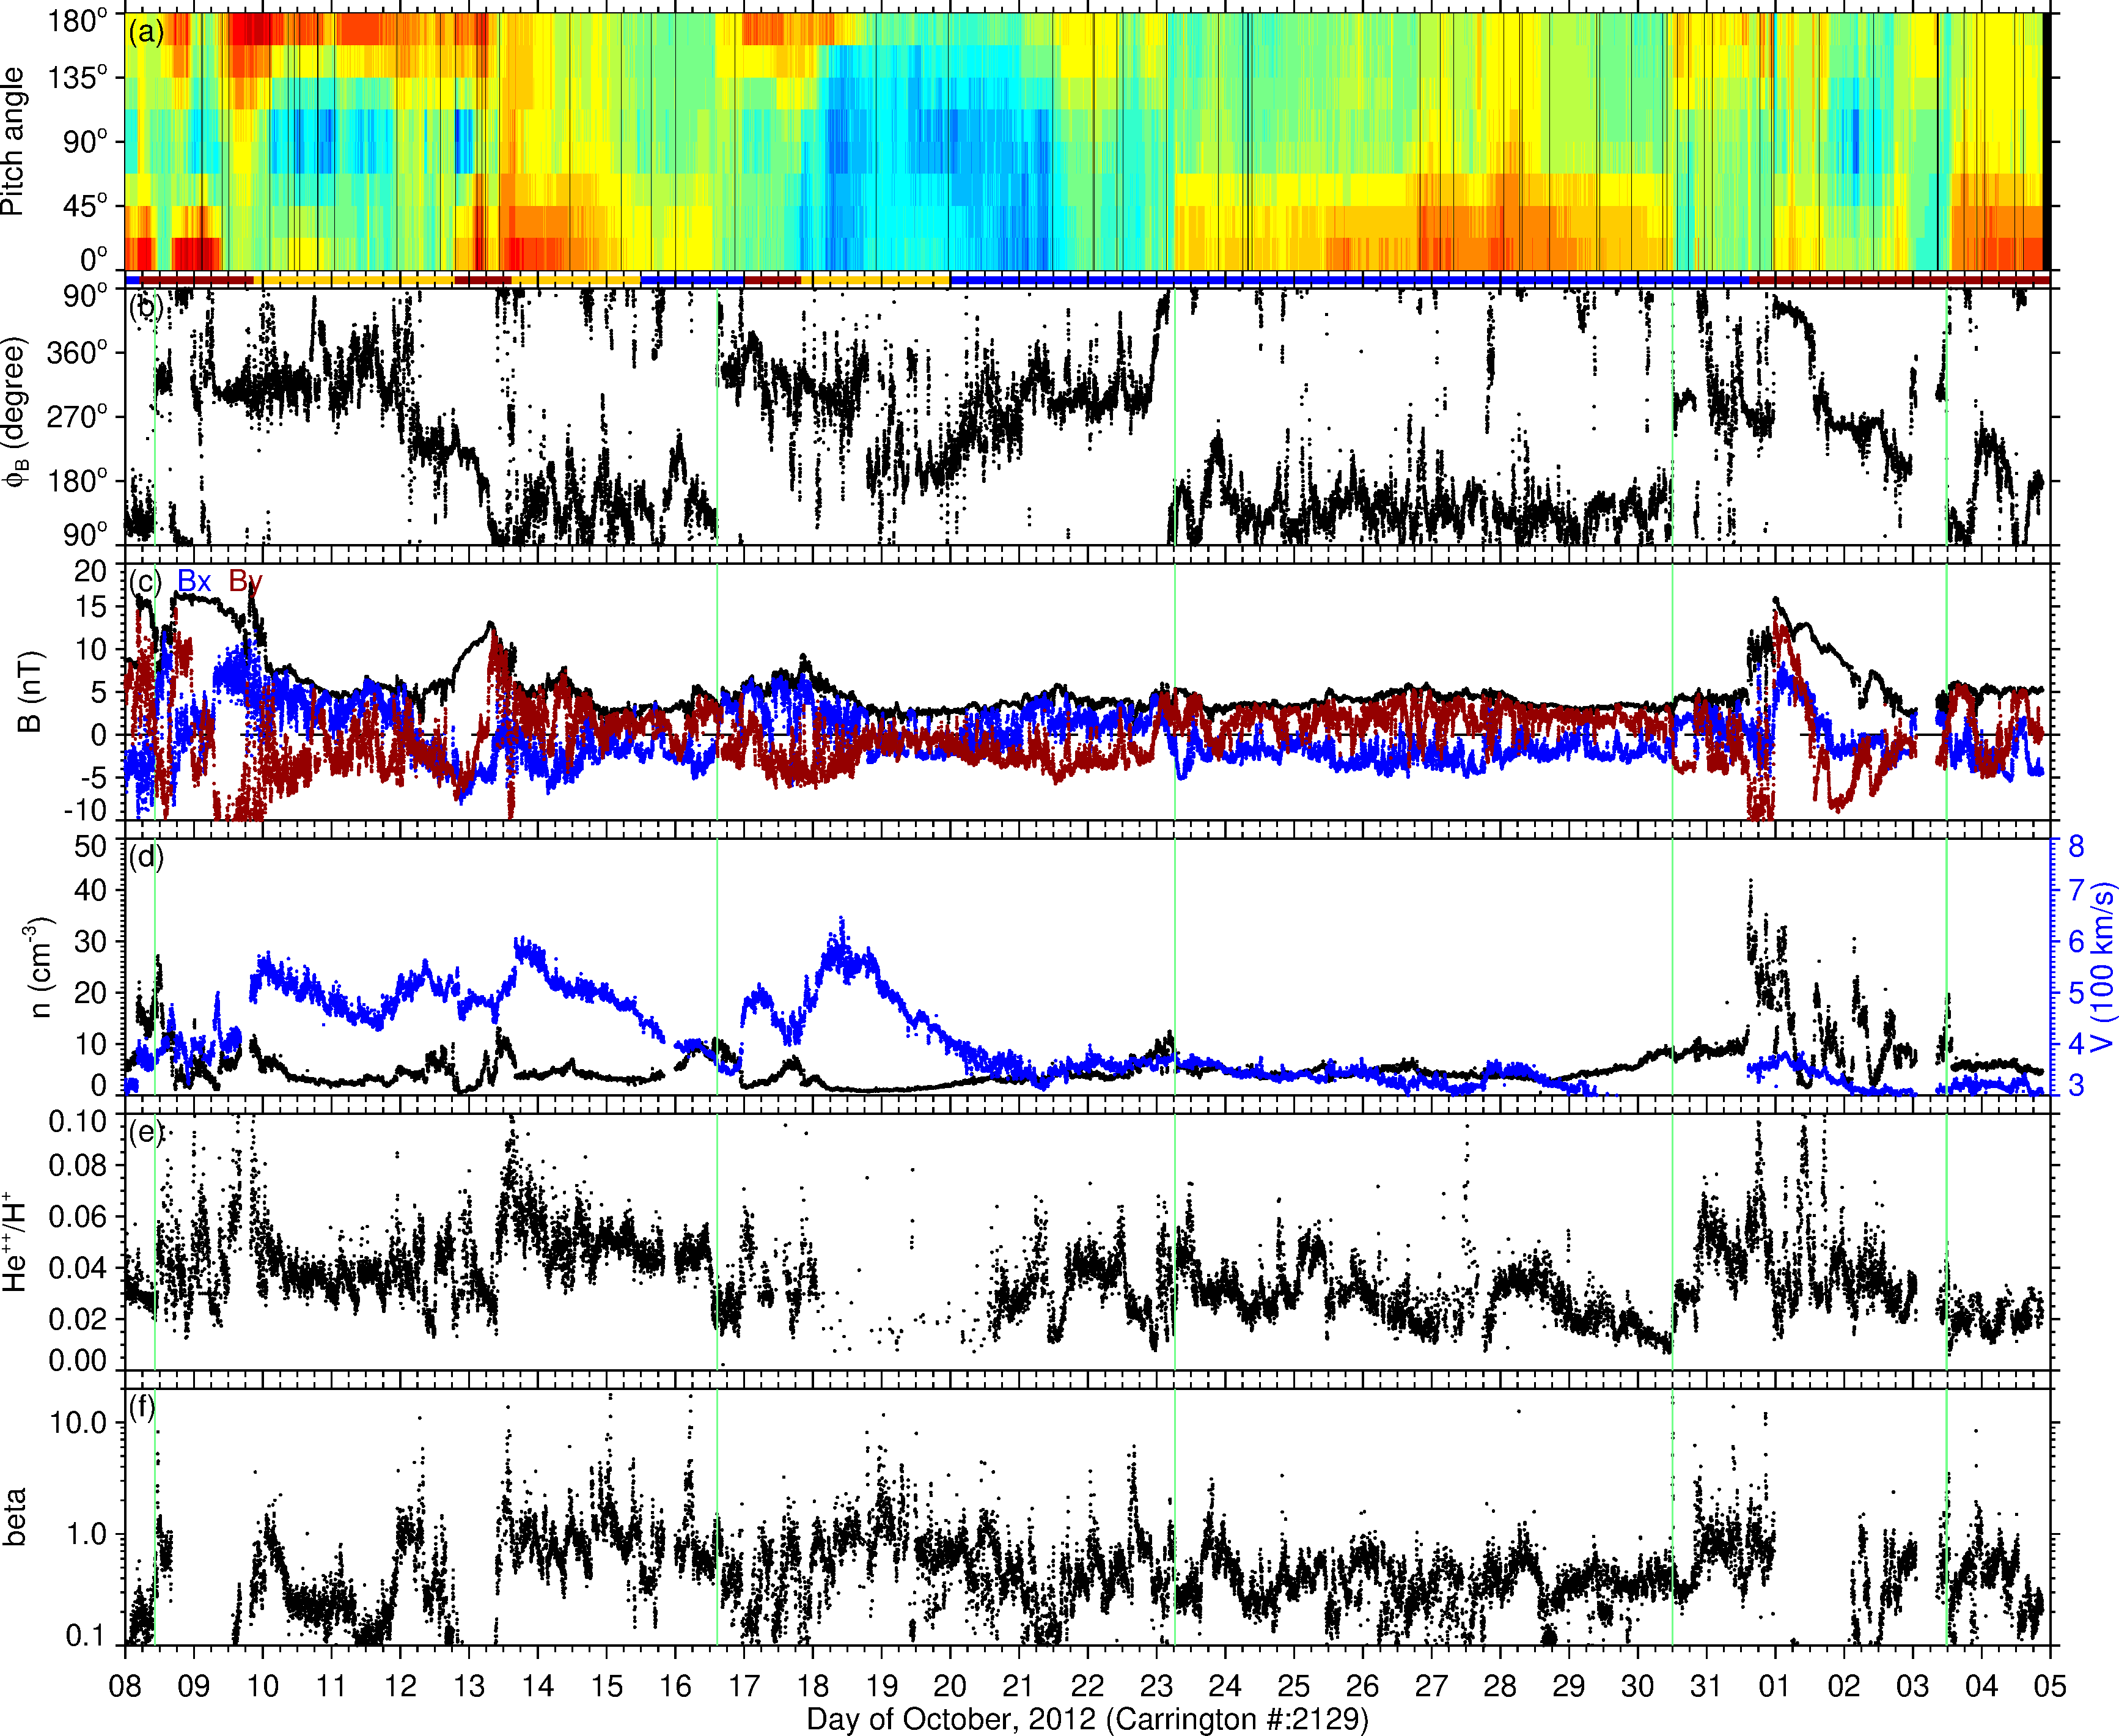 (a)
180°
135°
90°
45°
0°
Pitch angle
(b)
90°
360°
270°
180°
90°
ϕB (degree)
(c) Bx By
20
15
10
5
0
-5
-10
B (nT)
(d)
50
40
30
20
10
0
n (cm-3)
8
7
6
5
4
3
V (100 km/s)
(e)
0.10
0.08
0.06
0.04
0.02
0.00
He++/H+
(f)
10.0
1.0
0.1
beta
08 09 10 11 12 13 14 15 16 17 18 19 20 21 22 23 24 25 26 27 28 29 30 31 01 02 03 04 05
Day of October, 2012 (Carrington #:2129)